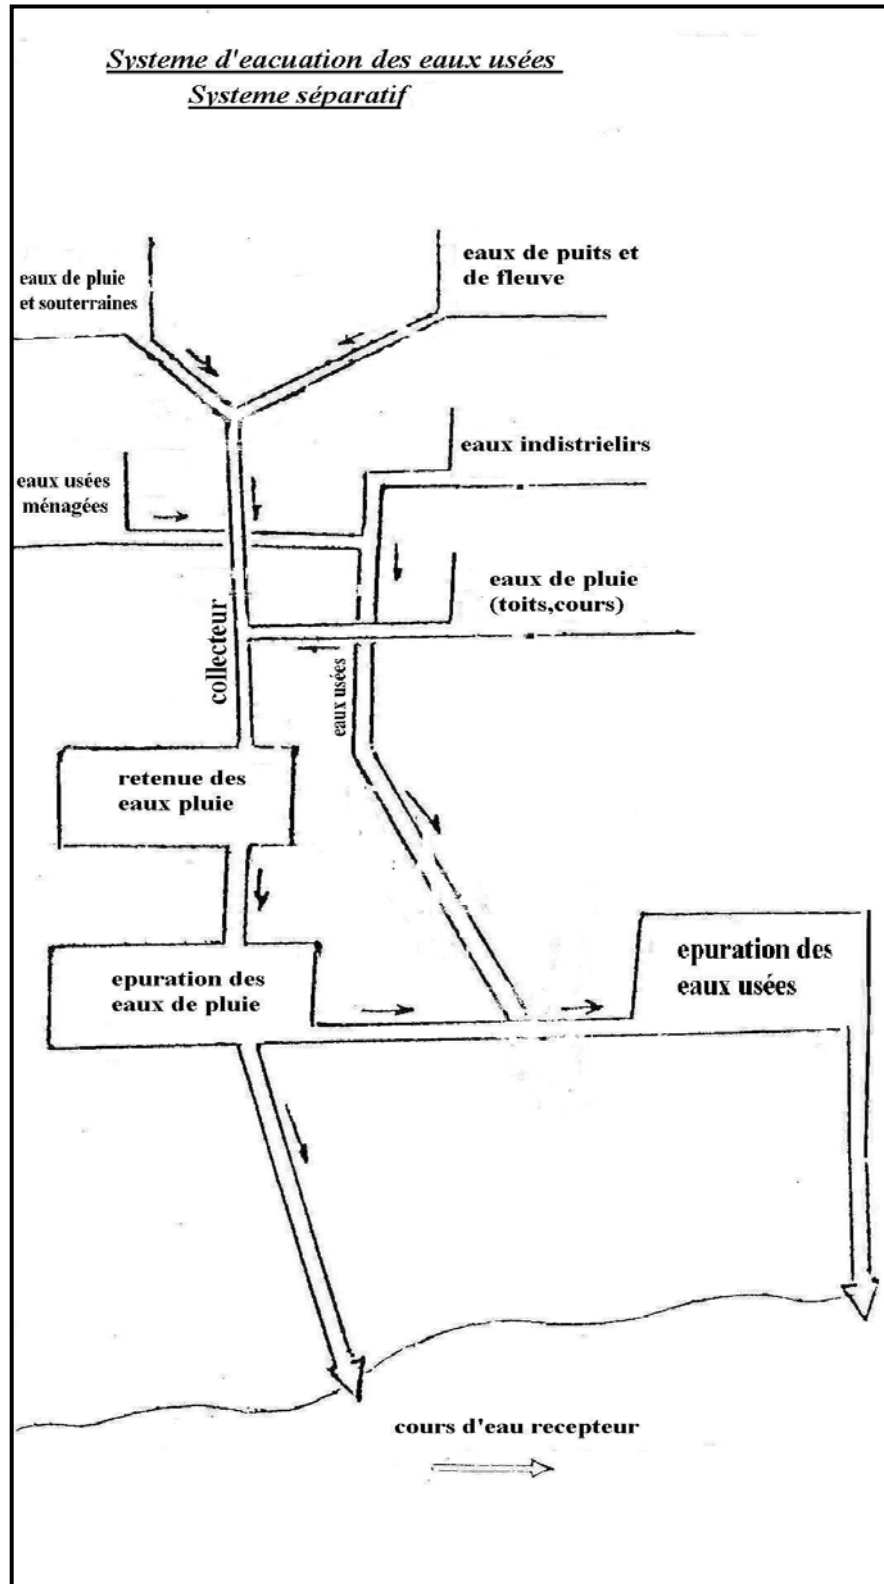 Systeme d'eacuation des eaux usées
Systeme séparatif
eaux de pluie
et souterraines
eaux de puits et
de fleuve
eaux indistrielirs
eaux usées
ménagées
eaux de pluie
(toits,cours)
collecteur
eaux usées
retenue des
eaux pluie
epuration des
eaux usées
epuration des
eaux de pluie
cours d'eau recepteur